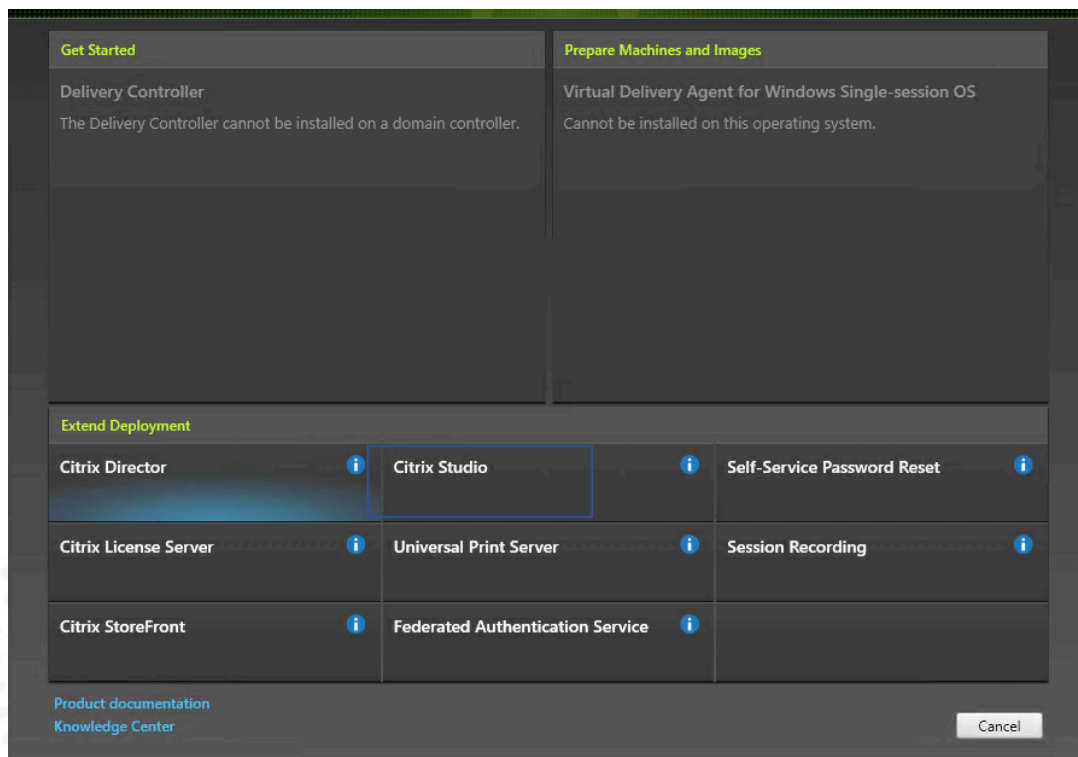 Get Started
Delivery Controller
The Delivery Controller cannot be installed on a domain controller.
Prepare Machines and Images
Virtual Delivery Agent for Windows Single-session OS
Cannot be installed on this operating system.
Extend Deployment
Citrix Director
Citrix Studio
Self-Service Password Reset
Citrix License Server
Universal Print Server
Session Recording
Citrix StoreFront
Federated Authentication Service
Product documentation
Knowledge Center
Cancel